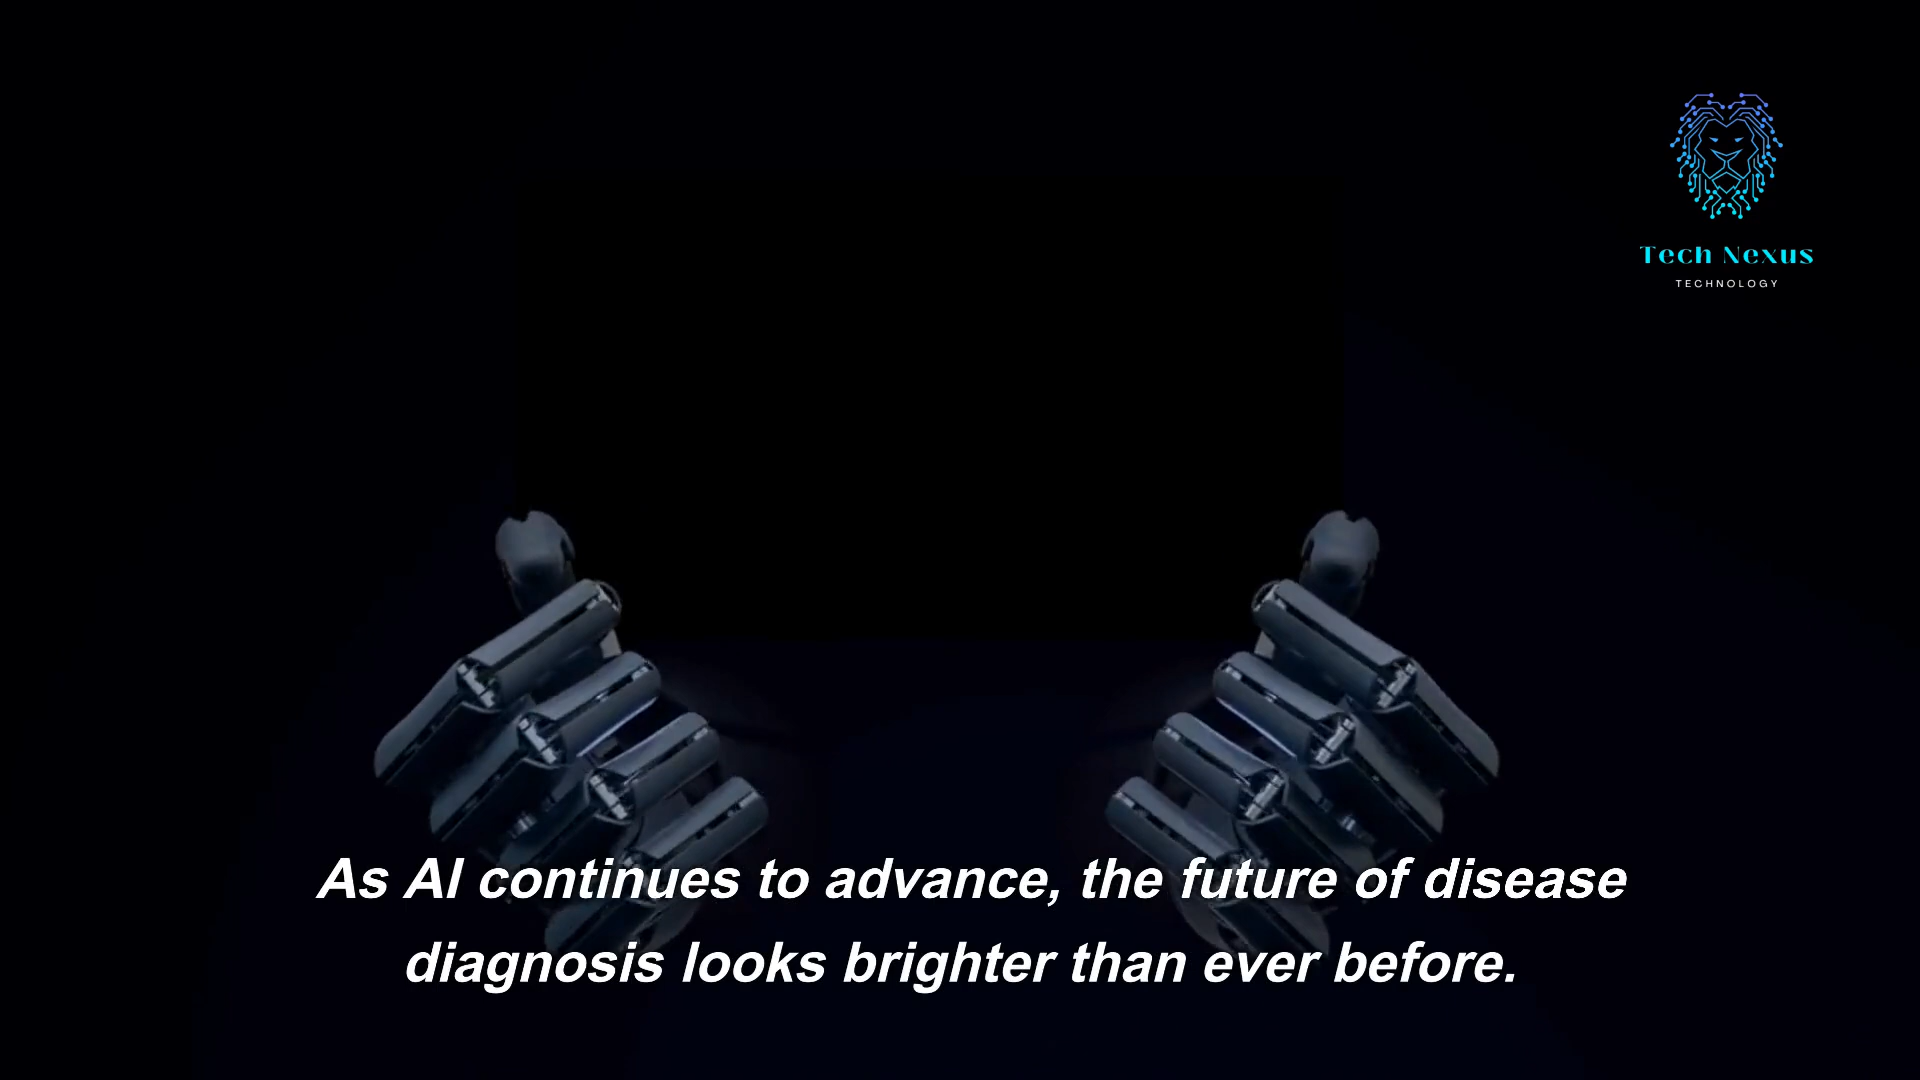 Tech Nexus
TECHNOLOGY
As AI continues to advance, the future of disease
diagnosis looks brighter than ever before.